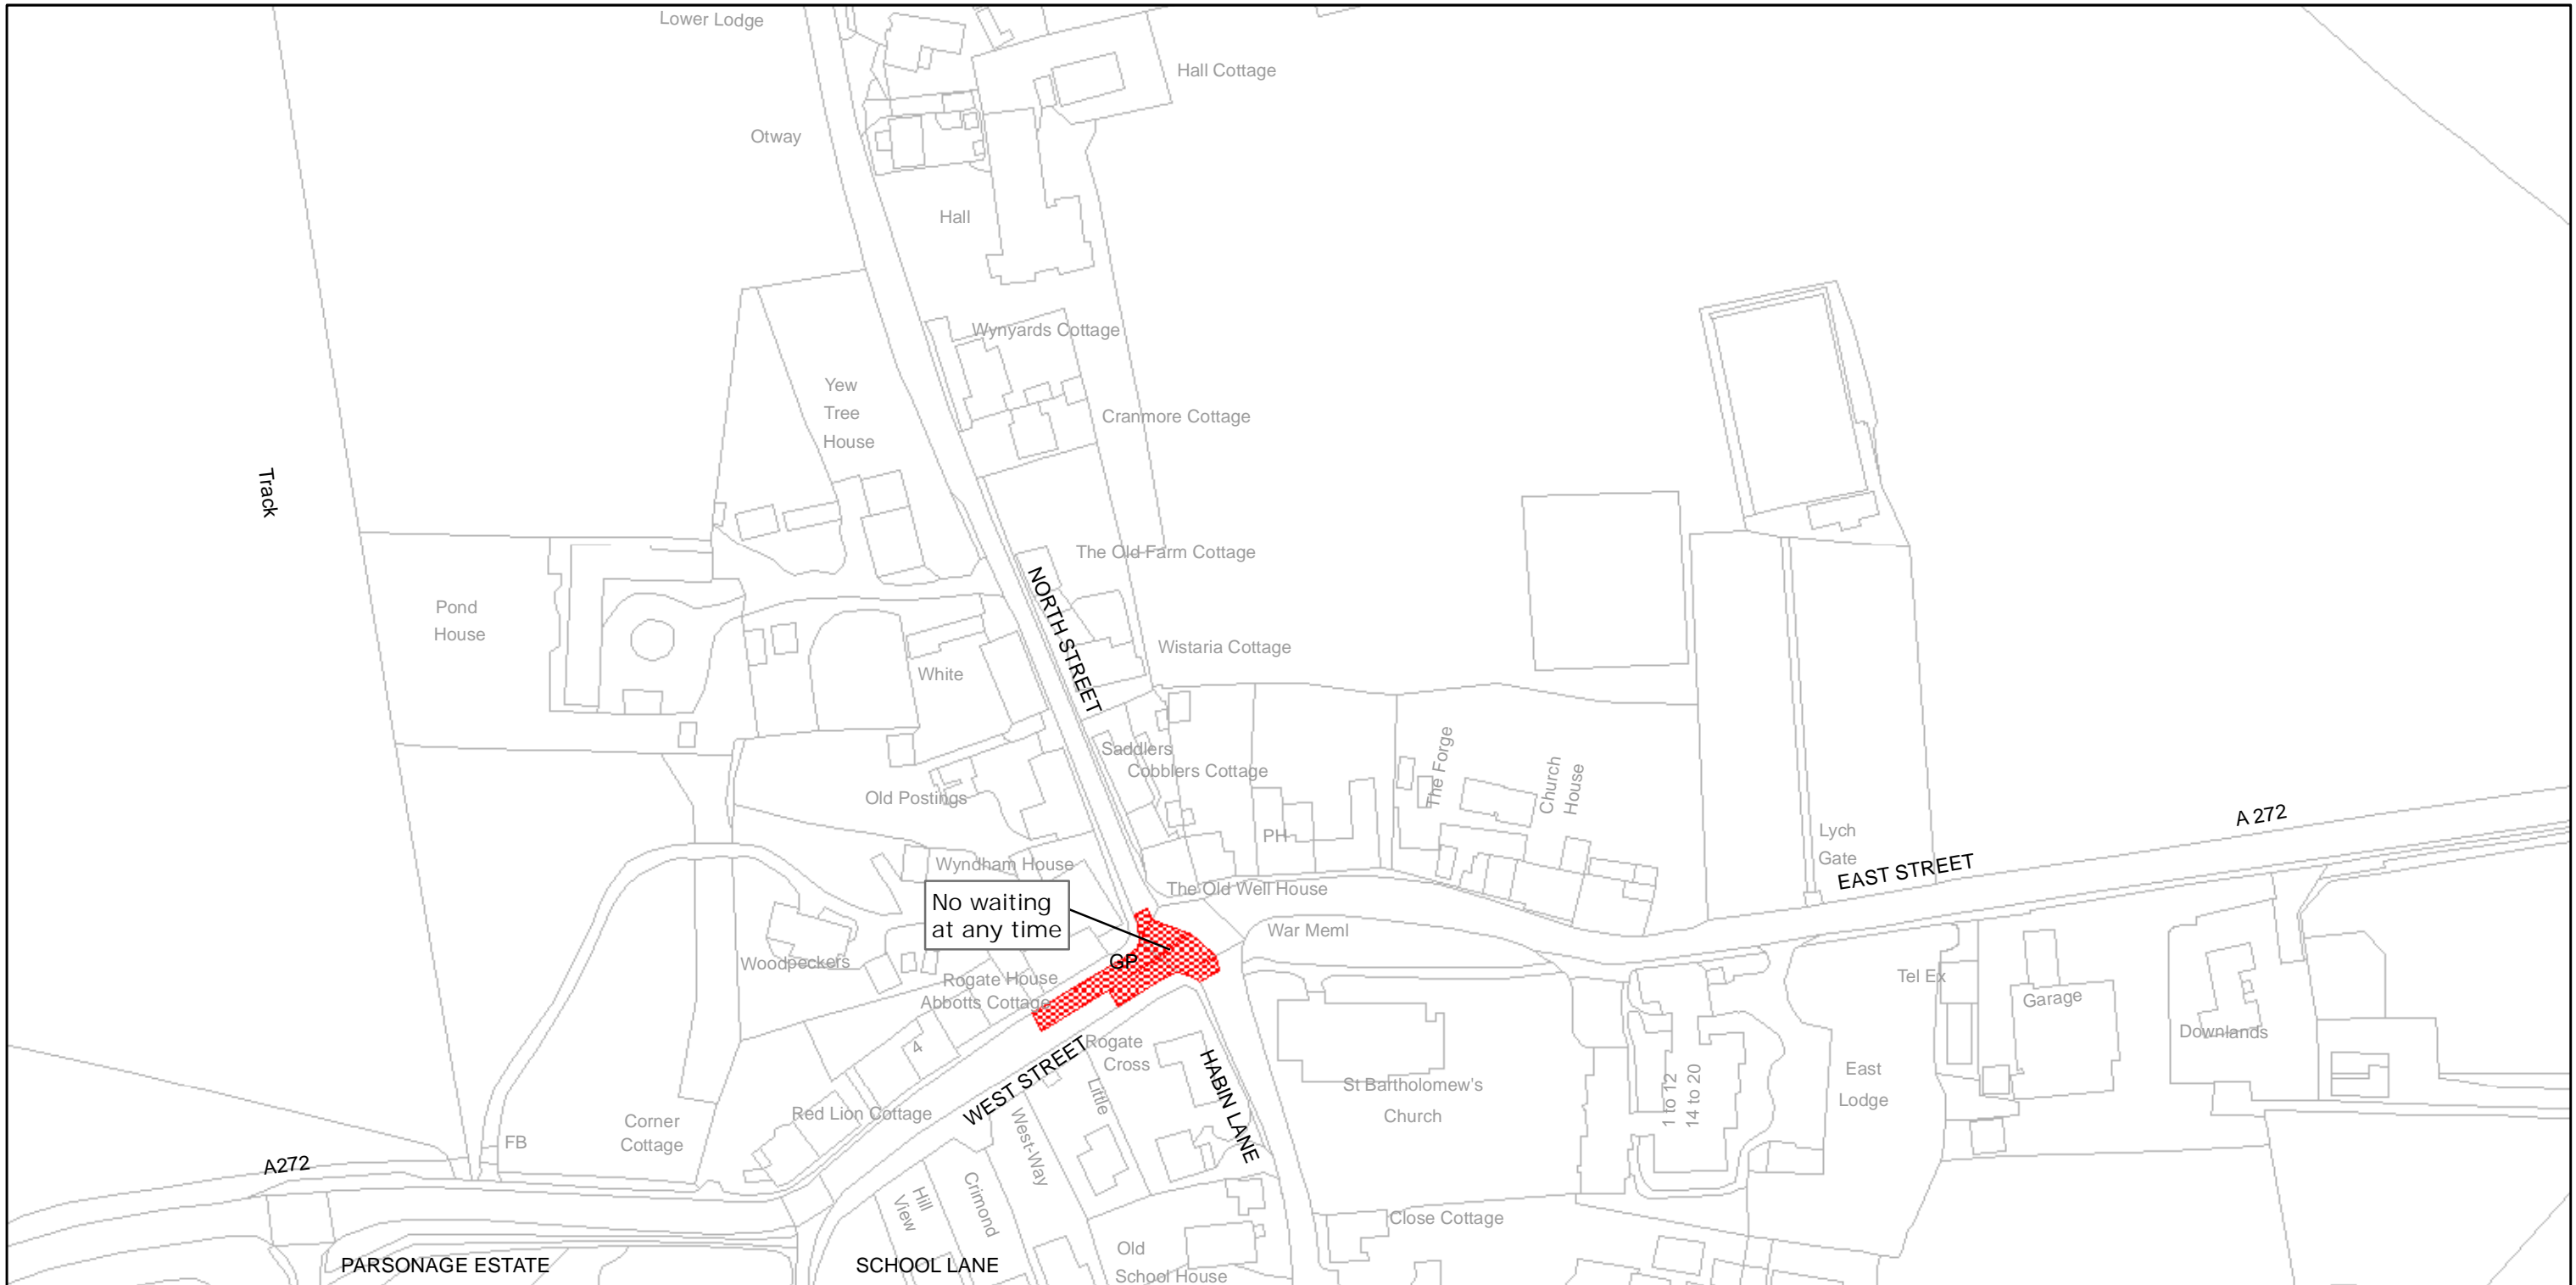 Lower Lodge
Hall Cottage
Otway
Hall
Wynyards Cottage
Yew
Tree
House
Cranmore Cottage
Track
The Old Farm Cottage
NORTH STREET
Pond
House
Wistaria Cottage
White
Saddlers
Cobblers Cottage
The Forge
Church
House
Old Postings
PH
A 272
Lych
Gate
EAST STREET
Wyndham House
The Old Well House
No waiting
at any time
War Meml
GP
Woodpeckers
Rogate House
Abbotts Cottage
Tel Ex
Garage
Downlands
4
Rogate
Cross
WEST STREET
Little
HABIN LANE
St Bartholomew's
Church
1 to 12
14 to 20
East
Lodge
Red Lion Cottage
Corner
Cottage
West-Way
FB
A272
Hill
View
Crimond
Close Cottage
Old
School House
PARSONAGE ESTATE
SCHOOL LANE